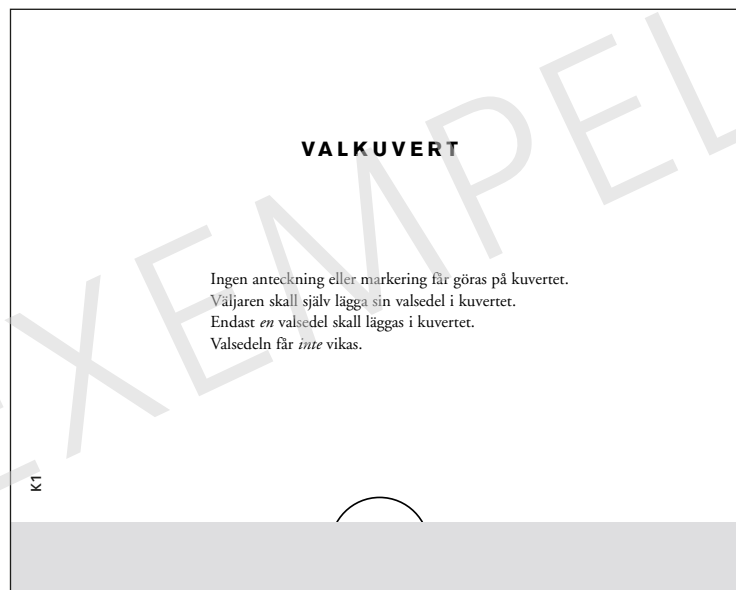 VALKUVERT
Ingen anteckning eller markering får göras på kuvertet.
Väljaren skall själv lägga sin valsedel i kuvertet.
Endast en valsedel skall läggas i kuvertet.
Valsedeln får inte vikas.
K1
EXEMPEL